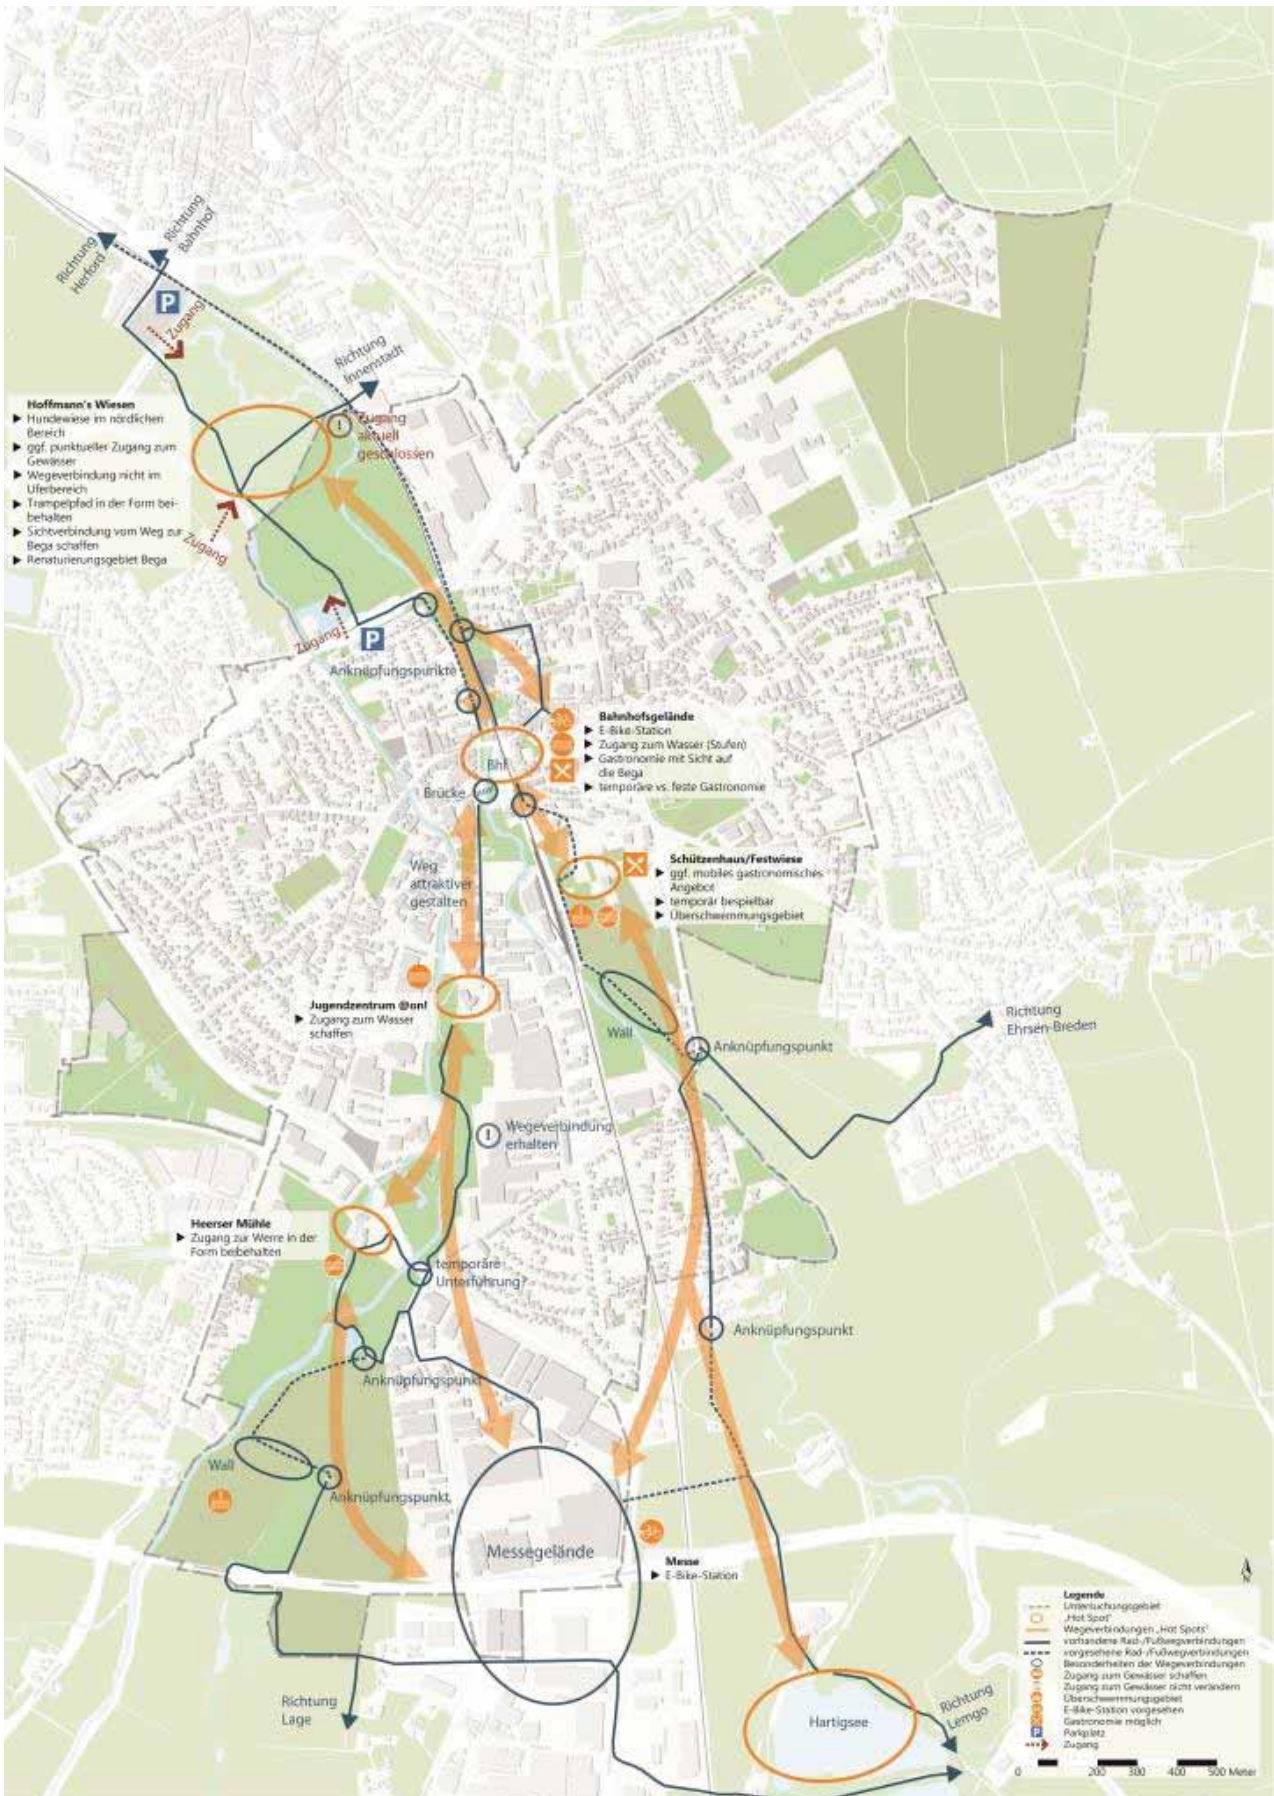 Richtung
Bahnhof
Richtung
Herford
P
Zugang
Richtung
Innenstadt
Hoffmann's Wiesen
▶ Hundewiese im nördlichen
Bereich
▶ ggf. punktueller Zugang zum
Gewässer
▶ Wegeverbindung nicht im
Uferbereich
▶ Trampelpfad in der Form bei-
behalten
▶ Sichtverbindung vom Weg zur
Bega schaffen
▶ Renaturierungsgebiet Bega
!
Zugang
aktuell
geschlossen
Zugang
Zugang
P
Anknüpfungspunkte
Bahnhofsgelände
▶ E-Bike-Station
▶ Zugang zum Wasser (Stufen)
▶ Gastronomie mit Sicht auf
die Bega
▶ temporäre vs. feste Gastronomie
Bhf
Brücke
Weg
attraktiver
gestalten
Schützenhaus/Festwiese
▶ ggf. mobiles gastronomisches
Angebot
▶ temporär bespielbar
▶ Überschwemmungsgebiet
Jugendzentrum @on!
▶ Zugang zum Wasser
schaffen
Wall
Anknüpfungspunkt
Richtung
Ehrsen-Breden
!
Wegeverbindung
erhalten
Heerser Mühle
▶ Zugang zur Werre in der
Form beibehalten
temporäre
Unterführung?
Anknüpfungspunkt
Anknüpfungspunkt
Wall
Anknüpfungspunkt
Messegelände
Messe
▶ E-Bike-Station
Richtung
Lage
Hartigsee
Richtung
Lemgo
N
Legende
Untersuchungsgebiet
„Hot Spot"
Wegeverbindungen „Hot Spots"
vorhandene Rad-/Fußwegverbindungen
vorgesehene Rad-/Fußwegverbindungen
Besonderheiten der Wegeverbindungen
Zugang zum Gewässer schaffen
Zugang zum Gewässer nicht verändern
Überschwemmungsgebiet
E-Bike-Station vorgesehen
Gastronomie möglich
P Parkplatz
Zugang
0 200 300 400 500 Meter